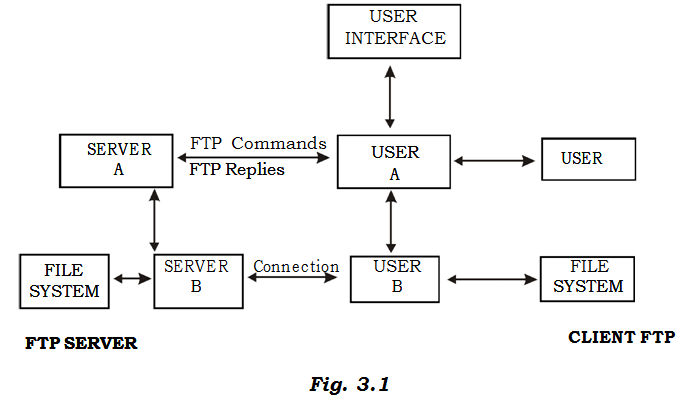 USER
INTERFACE
SERVER
A
FTP Commands
FTP Replies
USER
A
USER
FILE
SYSTEM
SERVER
B
Connection
USER
B
FILE
SYSTEM
FTP SERVER
CLIENT FTP
Fig. 3.1